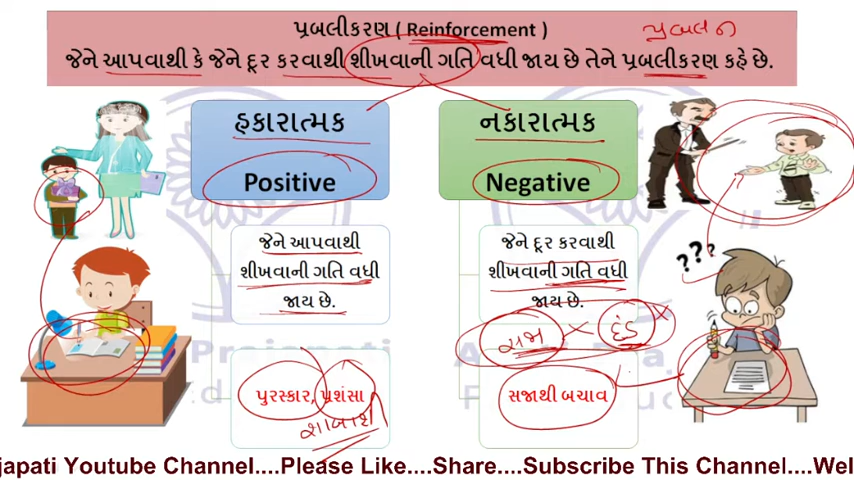 પ્રબલીકરણ ( Reinforcement )
પ્રબલન
જેને આપવાથી કે જેને દૂર કરવાથી શીખવાની ગતિ વધી જાય છે તેને પ્રબલીકરણ કહે છે.
હકારાત્મક
Positive
નકારાત્મક
Negative
જેને આપવાથી
શીખવાની ગતિ વધી
જાય છે.
જેને દૂર કરવાથી
શીખવાની ગતિ વધી
જાય છે.
???
સજા × દંડ ×
પુરસ્કાર, પ્રશંસા
શાબાશી
સજાથી બચાવ
japati Youtube Channel....Please Like....Share....Subscribe This Channel....Wel